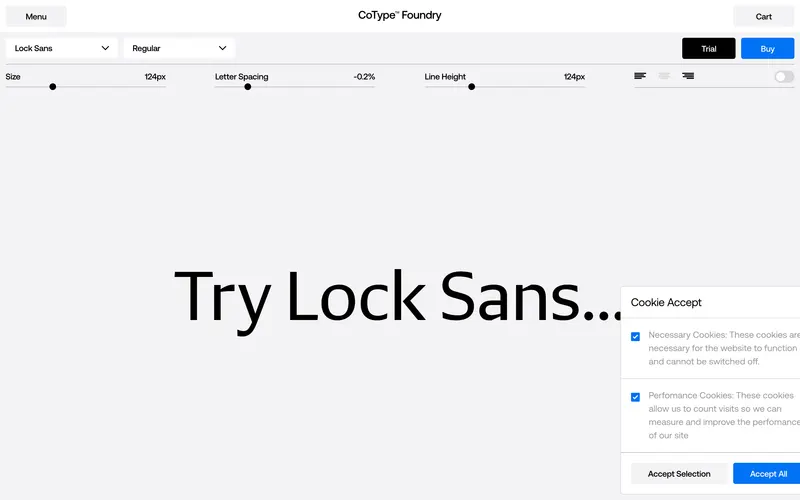 Menu
CoType™ Foundry
Cart
Lock Sans
Regular
Trial
Buy
Size
124px
Letter Spacing
-0.2%
Line Height
124px
Try Lock Sans...
Cookie Accept
Necessary Cookies: These cookies are
necessary for the website to function
and cannot be switched off.
Perfomance Cookies: These cookies
allow us to count visits so we can
measure and improve the perfomance
of our site
Accept Selection
Accept All